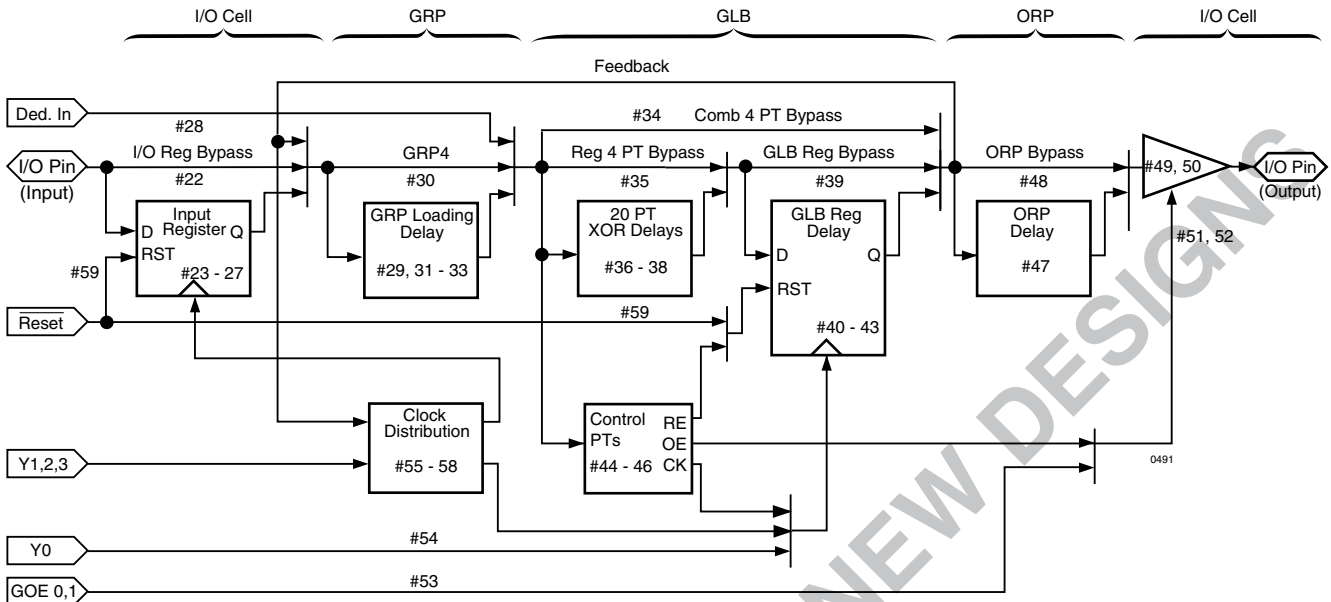 I/O Cell GRP GLB ORP I/O Cell
Feedback
Ded. In
#28
#34 Comb 4 PT Bypass
I/O Pin
(Input)
I/O Reg Bypass
#22
GRP4
#30
Reg 4 PT Bypass
#35
GLB Reg Bypass
#39
ORP Bypass
#48
#49, 50
I/O Pin
(Output)
#51, 52
Input
Register
D Q
RST
#23 - 27
#59
GRP Loading
Delay
#29, 31 - 33
20 PT
XOR Delays
#36 - 38
GLB Reg
Delay
D Q
RST
#40 - 43
ORP
Delay
#47
Reset
#59
Clock
Distribution
#55 - 58
Control
PTs
#44 - 46
RE
OE
CK
0491
Y1,2,3
Y0
#54
GOE 0,1
#53
NEW DESIGNS